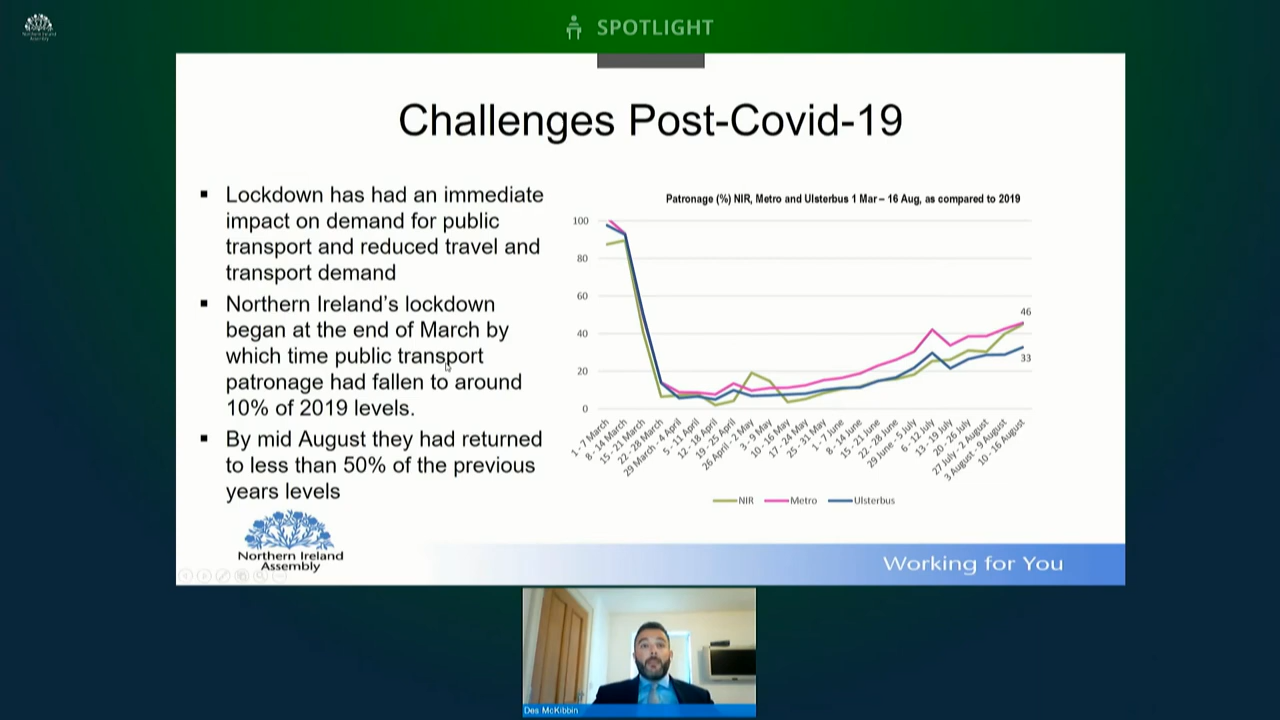 Northern Ireland
Assembly
SPOTLIGHT
Challenges Post-Covid-19
Lockdown has had an immediate
impact on demand for public
transport and reduced travel and
transport demand
Northern Ireland's lockdown
began at the end of March by
which time public transport
patronage had fallen to around
10% of 2019 levels.
By mid August they had returned
to less than 50% of the previous
years levels
Patronage (%) NIR, Metro and Ulsterbus 1 Mar – 16 Aug, as compared to 2019
100
80
60
40
20
0
46
33
1 - 7 March
8 - 14 March
15 - 21 March
22 - 28 March
29 March - 4 April
5 - 11 April
12 - 18 April
19 - 25 April
26 April - 2 May
3 - 9 May
10 - 16 May
17 - 24 May
25 - 31 May
1 - 7 June
8 - 14 June
15 - 21 June
22 - 28 June
29 June - 5 July
6 - 12 July
13 - 19 July
20 - 26 July
27 July - 2 August
3 August - 9 August
10 - 16 August
NIR Metro Ulsterbus
Northern Ireland
Assembly
Working for You
Des McKibbin